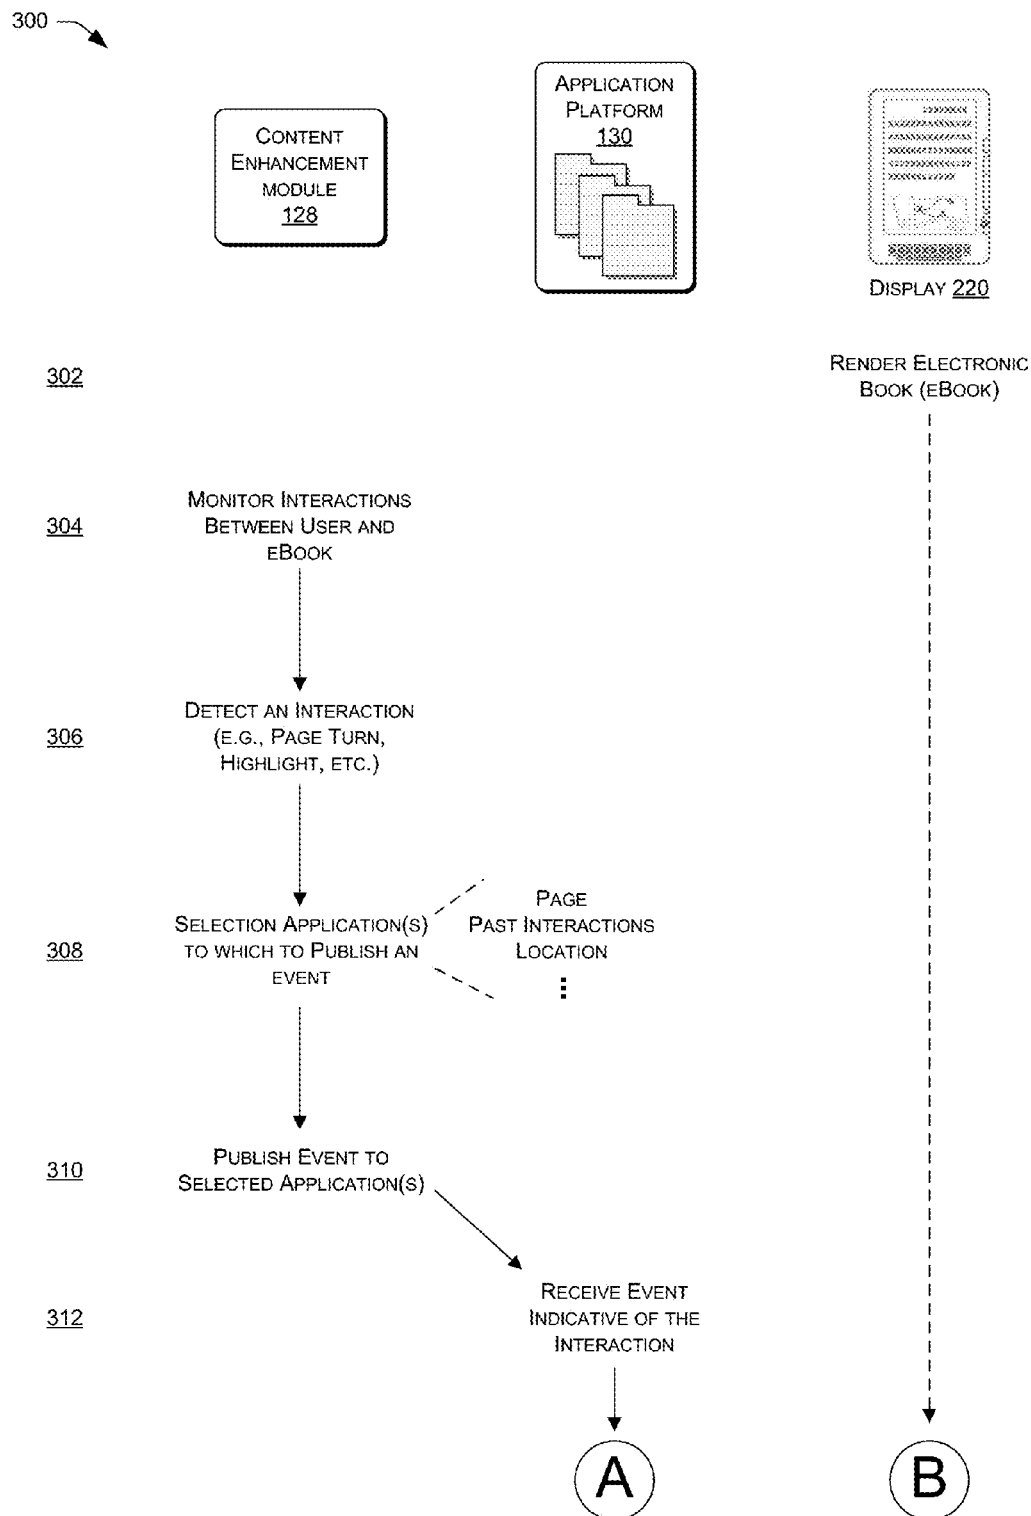 300
APPLICATION
PLATFORM
130
CONTENT
ENHANCEMENT
MODULE
128
DISPLAY 220
302
RENDER ELECTRONIC
BOOK (EBOOK)
304
MONITOR INTERACTIONS
BETWEEN USER AND
EBOOK
306
DETECT AN INTERACTION
(E.G., PAGE TURN,
HIGHLIGHT, ETC.)
308
SELECTION APPLICATION(S)
TO WHICH TO PUBLISH AN
EVENT
PAGE
PAST INTERACTIONS
LOCATION
310
PUBLISH EVENT TO
SELECTED APPLICATION(S)
312
RECEIVE EVENT
INDICATIVE OF THE
INTERACTION
A
B